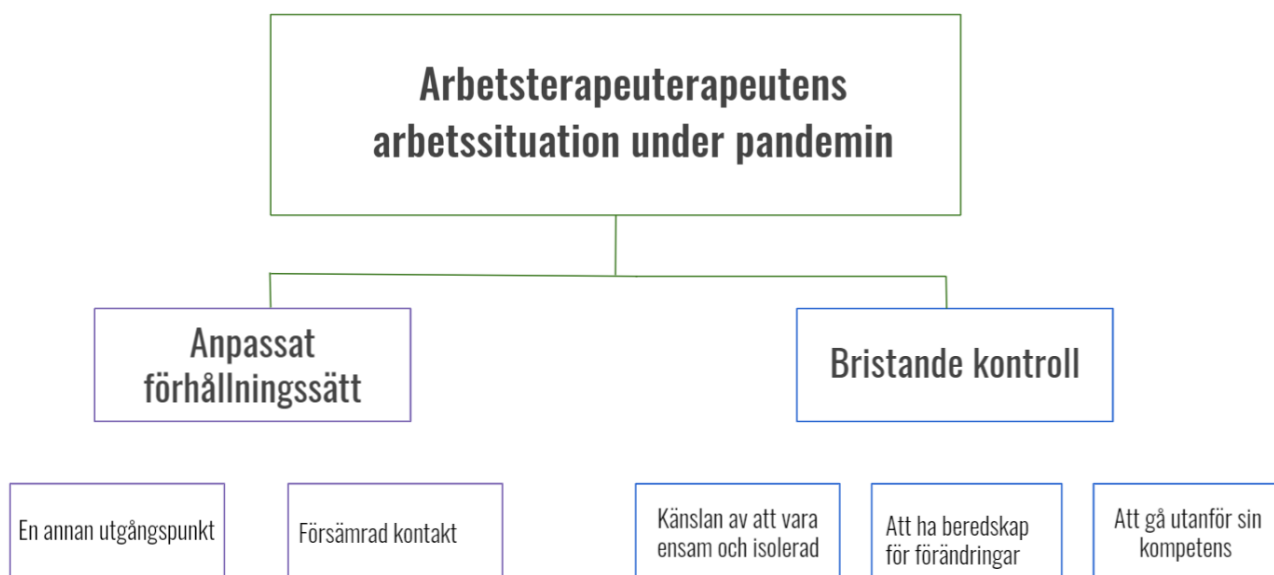 Arbetsterapeuterapeutens
arbetssituation under pandemin
Anpassat
förhållningssätt
Bristande kontroll
En annan utgångspunkt
Försämrad kontakt
Känslan av att vara
ensam och isolerad
Att ha beredskap
för förändringar
Att gå utanför sin
kompetens